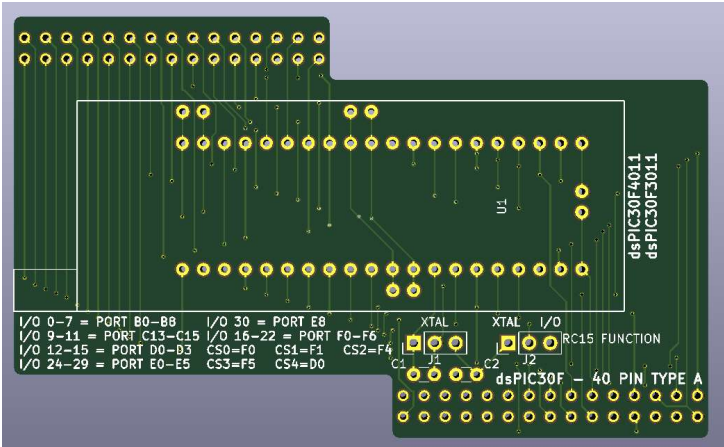 dsPIC30F4011
dsPIC30F3011
U1
I/O 0-7 = PORT B0-B8 I/O 30 = PORT E8
I/O 9-11 = PORT C13-C15 I/O 16-22 = PORT F0-F6
I/O 12-15 = PORT D0-D3 CS0=F0 CS1=F1 CS2=F4
I/O 24-29 = PORT E0-E5 CS3=F5 CS4=D0
XTAL
J1
C1
C2
XTAL I/O
J2
RC15 FUNCTION
dsPIC30F - 40 PIN TYPE A